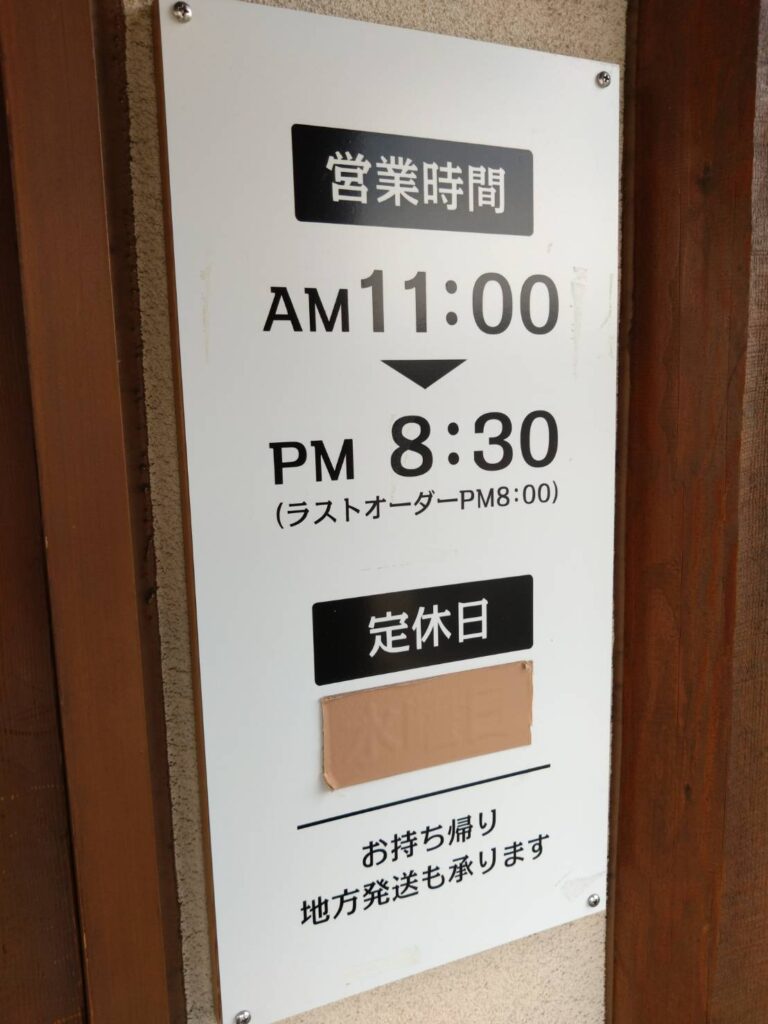 営業時間
AM11:00
▼
PM 8:30
(ラストオーダーPM8:00)
定休日
お持ち帰り
地方発送も承ります